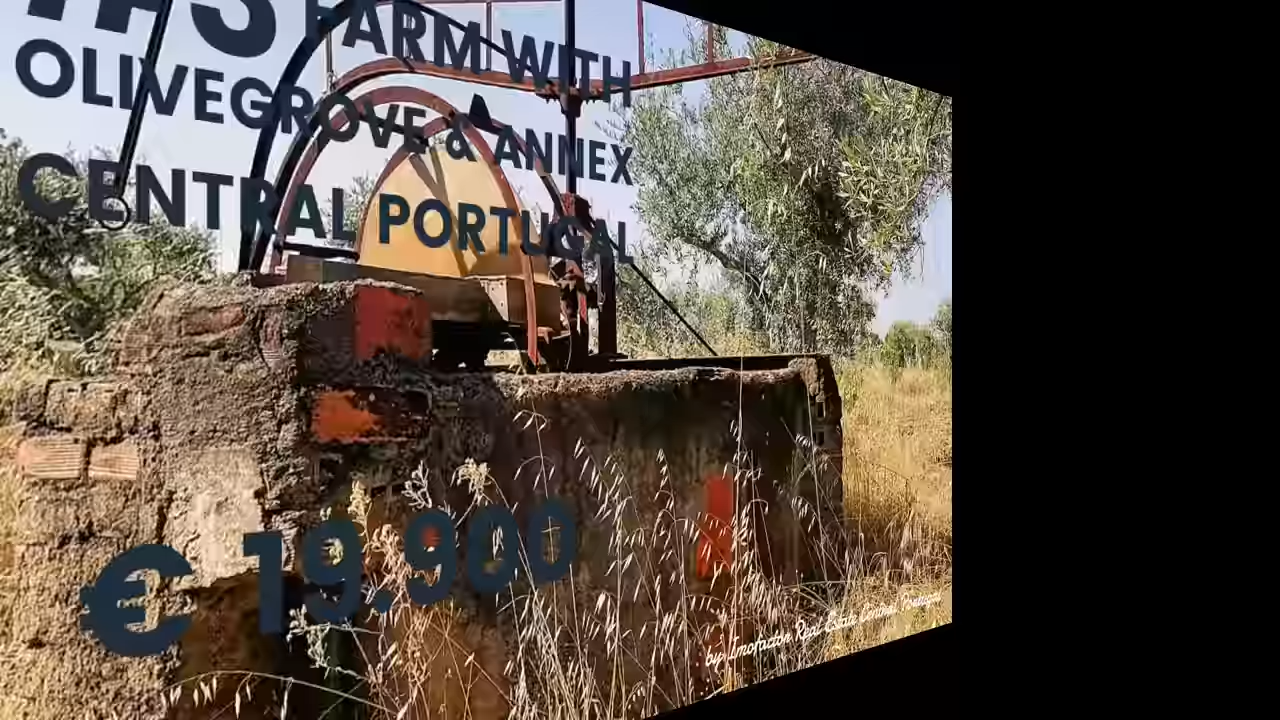 FARM WITH
OLIVEGROVE & ANNEX
CENTRAL PORTUGAL
€ 19.900
by Imofactor Real Estate Central Portugal